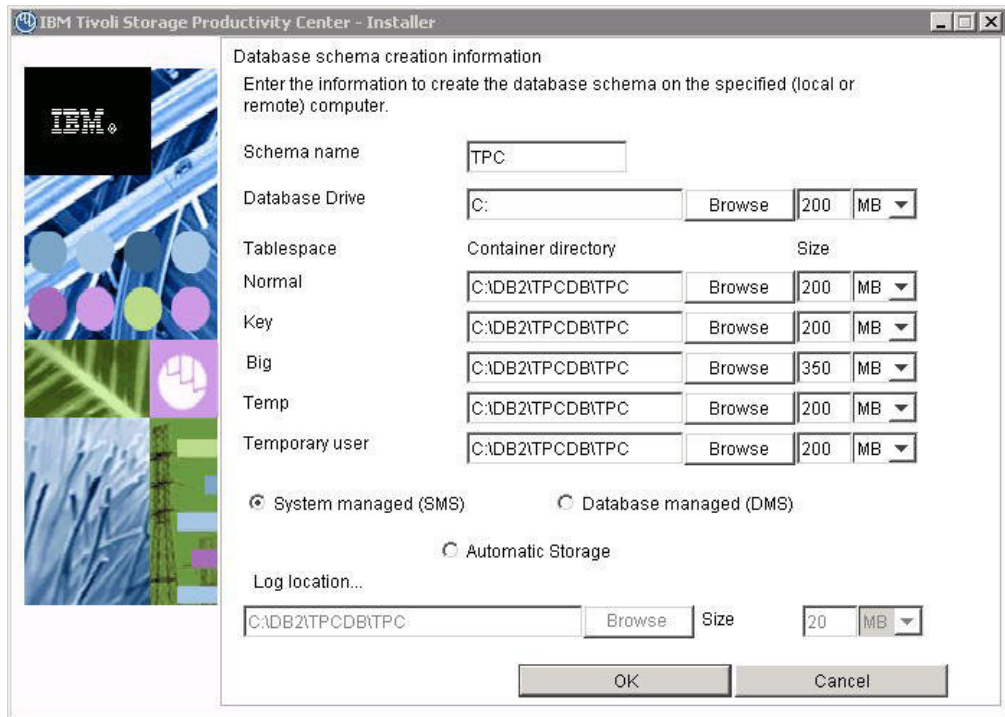 IBM Tivoli Storage Productivity Center - Installer
IBM®
Database schema creation information
Enter the information to create the database schema on the specified (local or
remote) computer.
Schema name TPC
Database Drive C: Browse 200 MB
Tablespace Container directory Size
Normal C:\DB2\TPCDB\TPC Browse 200 MB
Key C:\DB2\TPCDB\TPC Browse 200 MB
Big C:\DB2\TPCDB\TPC Browse 350 MB
Temp C:\DB2\TPCDB\TPC Browse 200 MB
Temporary user C:\DB2\TPCDB\TPC Browse 200 MB
System managed (SMS) Database managed (DMS)
Automatic Storage
Log location...
C:\DB2\TPCDB\TPC Browse Size 20 MB
OK Cancel